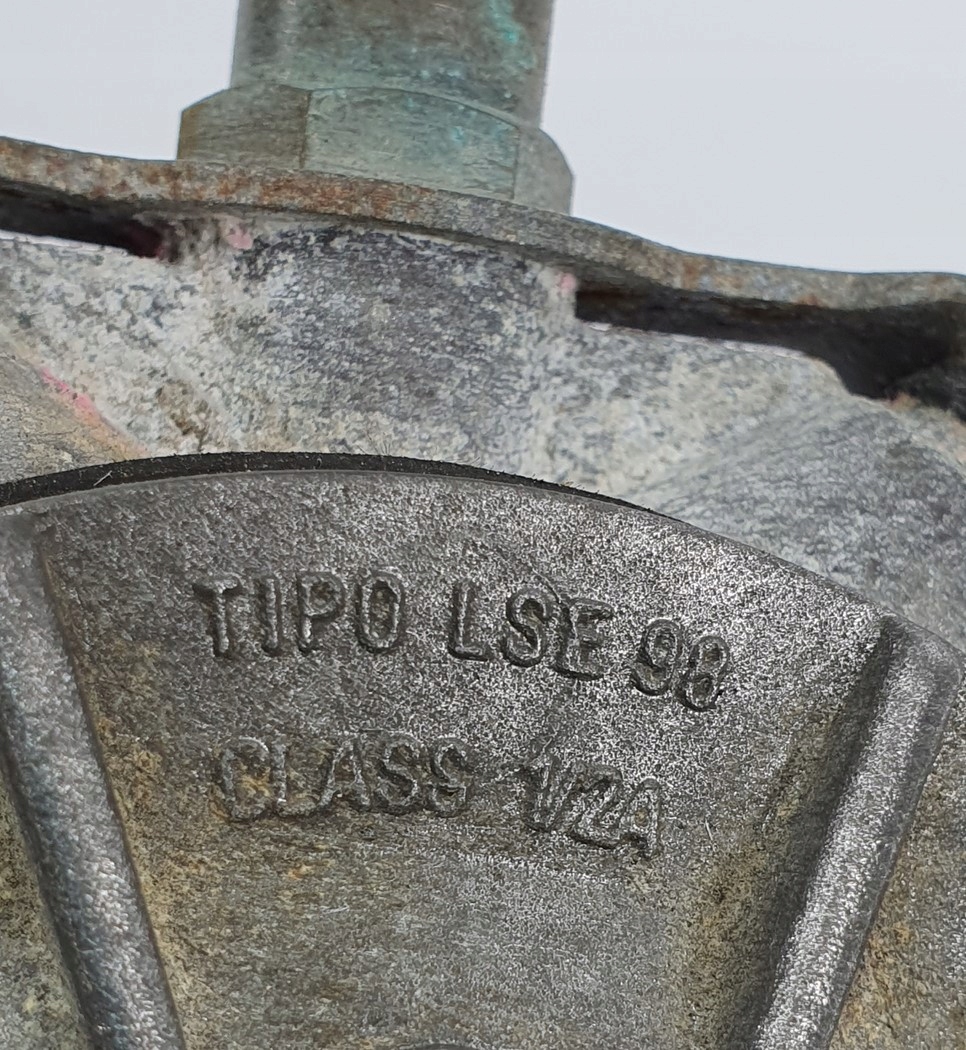 TIPO LSE 98
CLASS 1/2A